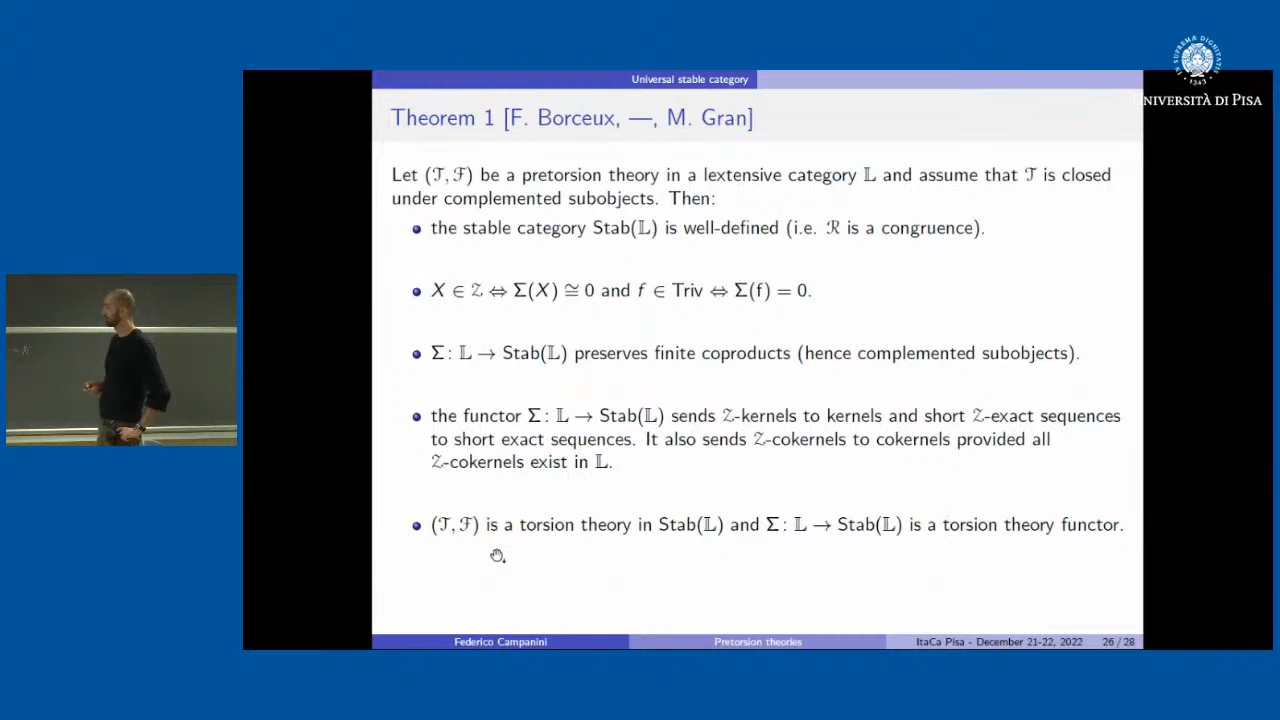 Universal stable category
Theorem 1 [F. Borceux, —, M. Gran]
Let (𝒯, ℱ) be a pretorsion theory in a lextensive category 𝕃 and assume that 𝒯 is closed
under complemented subobjects. Then:
• the stable category Stab(𝕃) is well-defined (i.e. ℛ is a congruence).
• X ∈ 𝒵 ⇔ Σ(X) ≅ 0 and f ∈ Triv ⇔ Σ(f) = 0.
• Σ: 𝕃 → Stab(𝕃) preserves finite coproducts (hence complemented subobjects).
• the functor Σ: 𝕃 → Stab(𝕃) sends 𝒵-kernels to kernels and short 𝒵-exact sequences
to short exact sequences. It also sends 𝒵-cokernels to cokernels provided all
𝒵-cokernels exist in 𝕃.
• (𝒯, ℱ) is a torsion theory in Stab(𝕃) and Σ: 𝕃 → Stab(𝕃) is a torsion theory functor.
Federico Campanini
Pretorsion theories
ItaCa Pisa - December 21-22, 2022 26 / 28
IN SUPREMA DIGNITATIS
1343
UNIVERSITÀ DI PISA